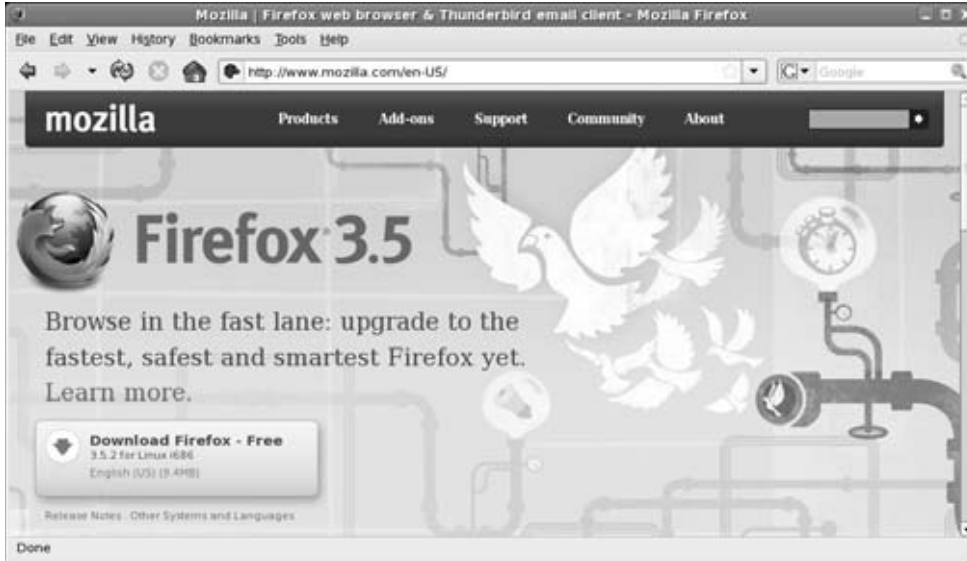 Mozilla | Firefox web browser & Thunderbird email client - Mozilla Firefox
File Edit View History Bookmarks Tools Help
http://www.mozilla.com/en-US/
G Google
mozilla Products Add-ons Support Community About
Firefox 3.5
Browse in the fast lane: upgrade to the
fastest, safest and smartest Firefox yet.
Learn more.
Download Firefox - Free
3.5.2 for Linux i686
English (US) (9.4MB)
Release Notes . Other Systems and Languages
Done